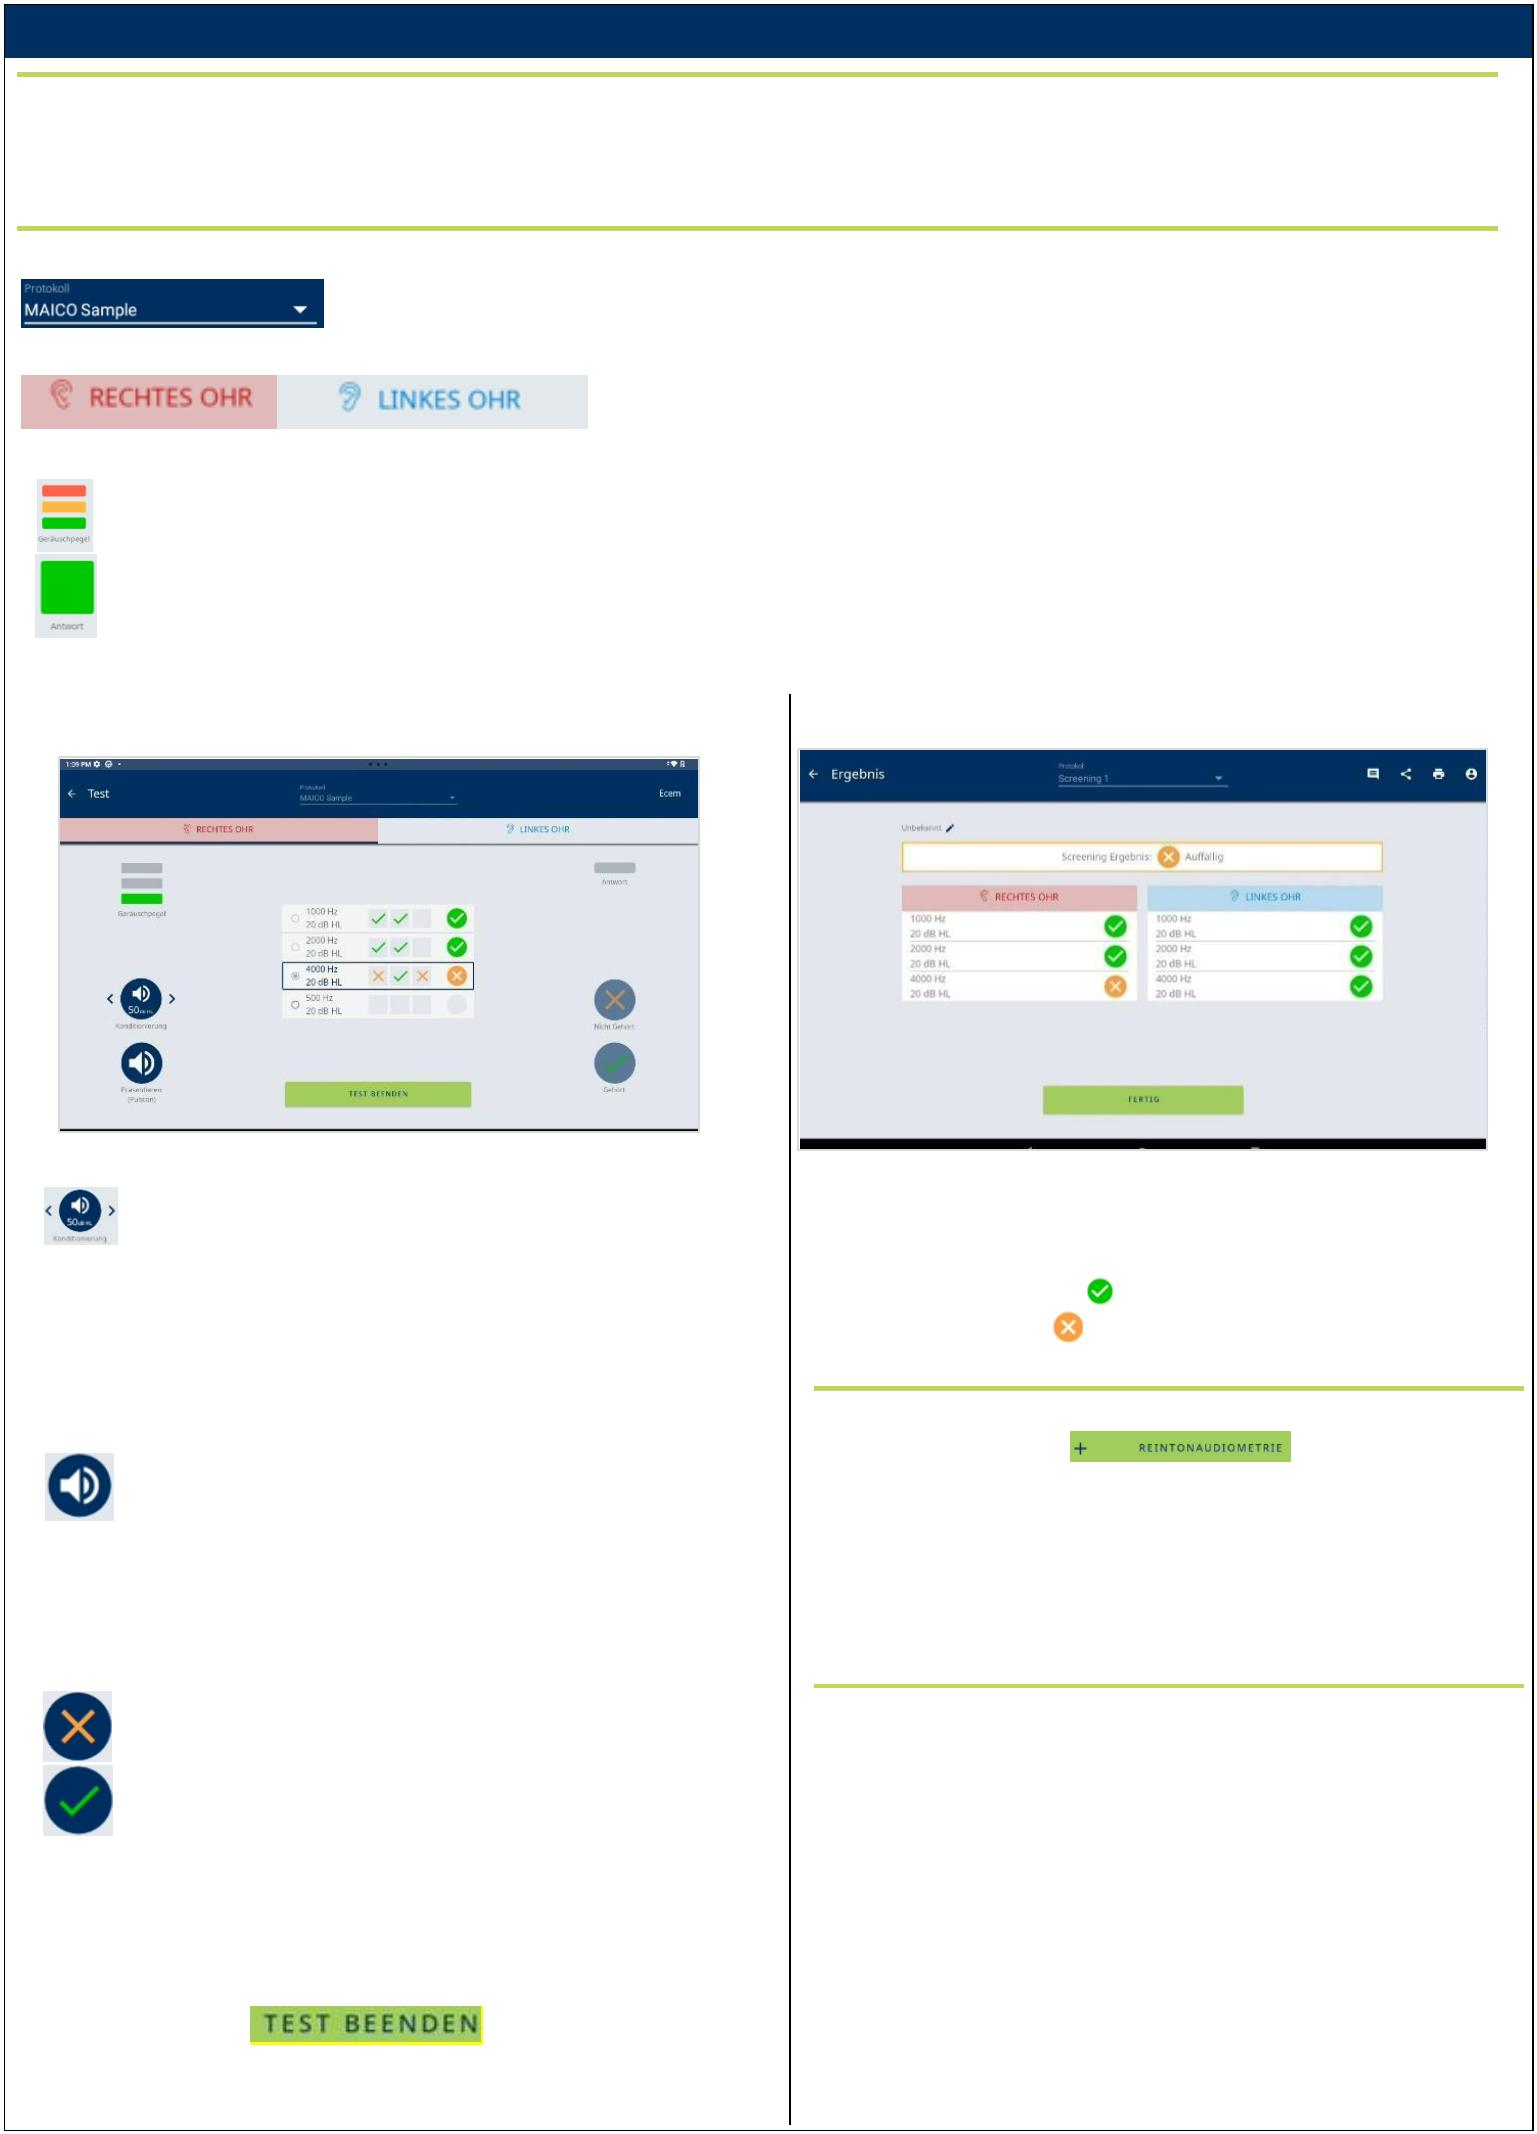 Protokoll
MAICO Sample
RECHTES OHR
LINKES OHR
Geräuschpegel
Antwort
1:09 PM
Test
Protokoll
MAICO Sample
Ecem
RECHTES OHR
LINKES OHR
Geräuschpegel
Antwort
1000 Hz
20 dB HL
2000 Hz
20 dB HL
4000 Hz
20 dB HL
500 Hz
20 dB HL
50 dB HL
Konditionierung
Nicht Gehört
Präsentieren
(Pulston)
Gehört
TEST BEENDEN
Ergebnis
Protokoll
Screening 1
Unbekannt
Screening Ergebnis: Auffällig
RECHTES OHR
LINKES OHR
1000 Hz
20 dB HL
2000 Hz
20 dB HL
4000 Hz
20 dB HL
1000 Hz
20 dB HL
2000 Hz
20 dB HL
4000 Hz
20 dB HL
FERTIG
50 dB HL
Konditionierung
REINTONAUDIOMETRIE
TEST BEENDEN